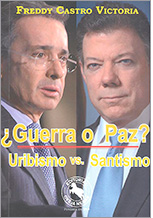 FREDDY CASTRO VICTORIA
¿Guerra o Paz?
Uribismo vs. Santismo